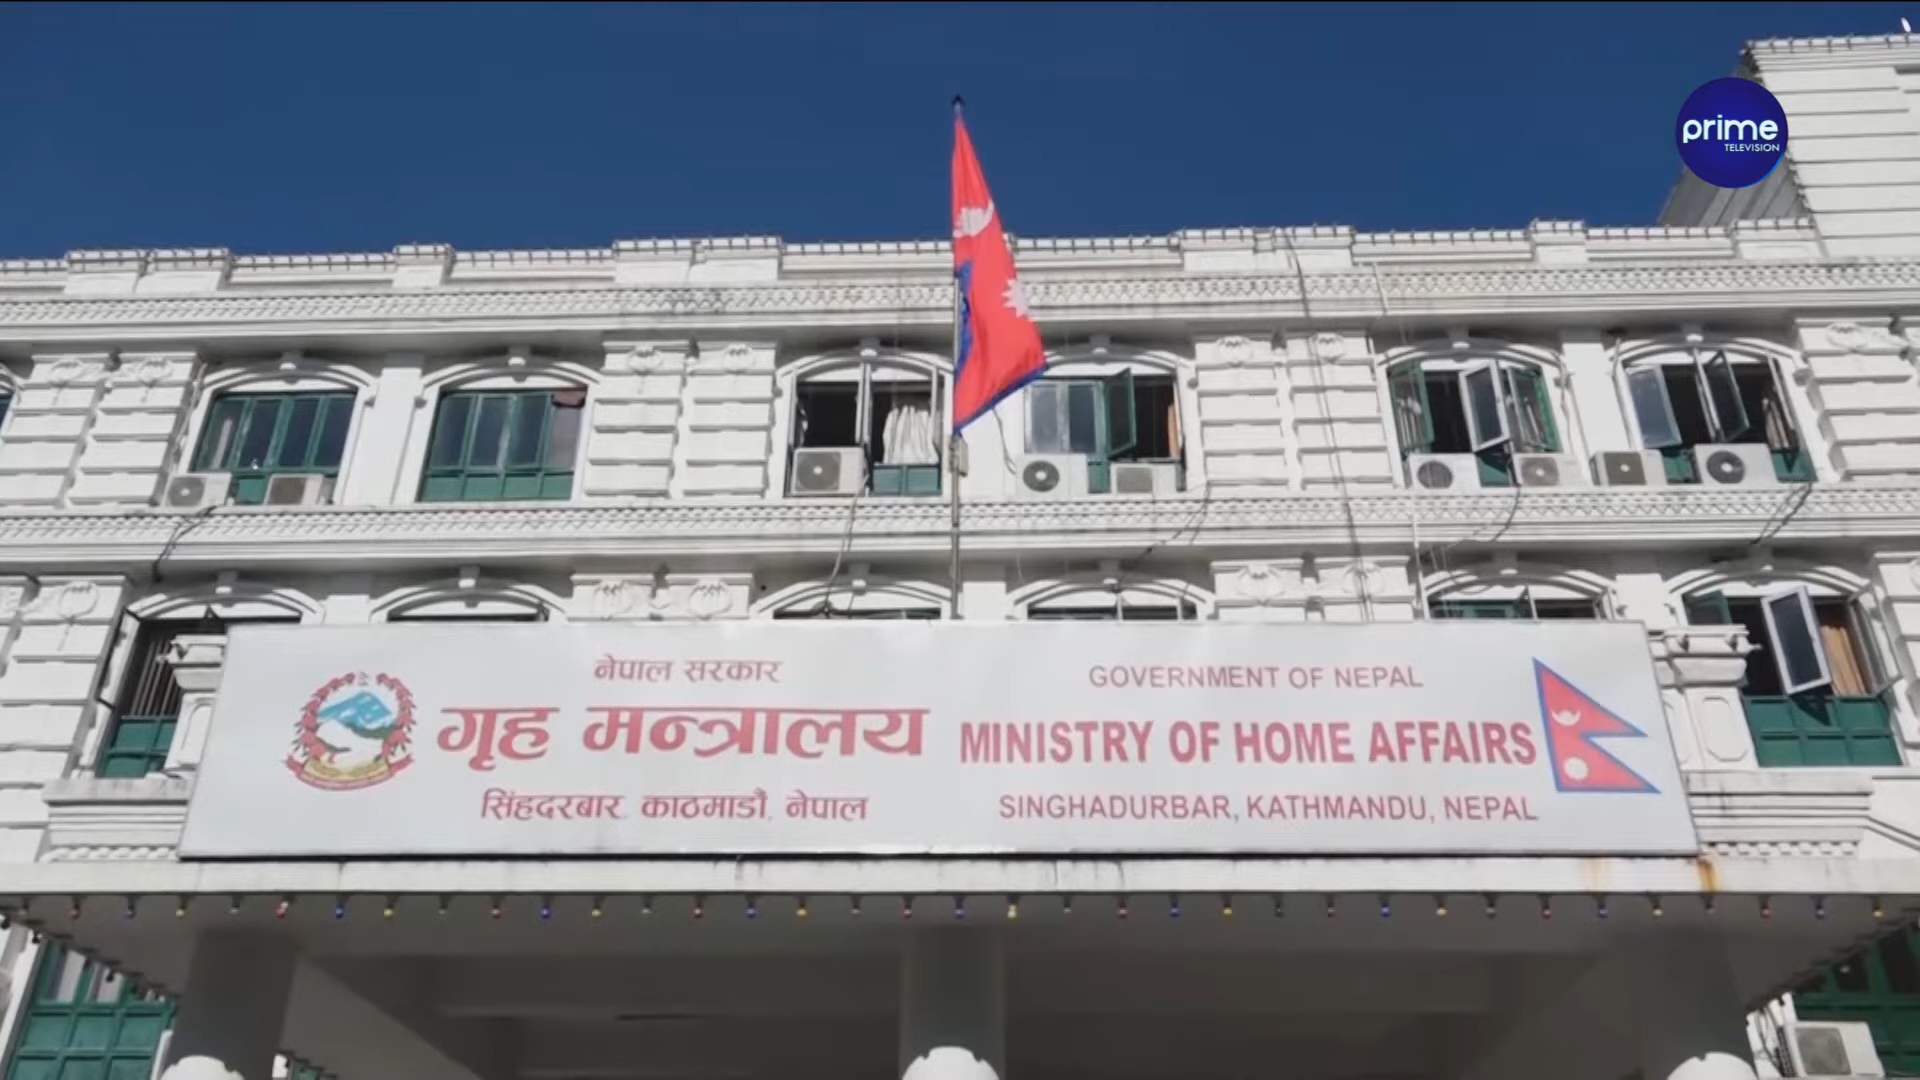 prime
TELEVISION
नेपाल सरकार
गृह मन्त्रालय
सिंहदरबार, काठमाडौं, नेपाल
GOVERNMENT OF NEPAL
MINISTRY OF HOME AFFAIRS
SINGHADURBAR, KATHMANDU, NEPAL